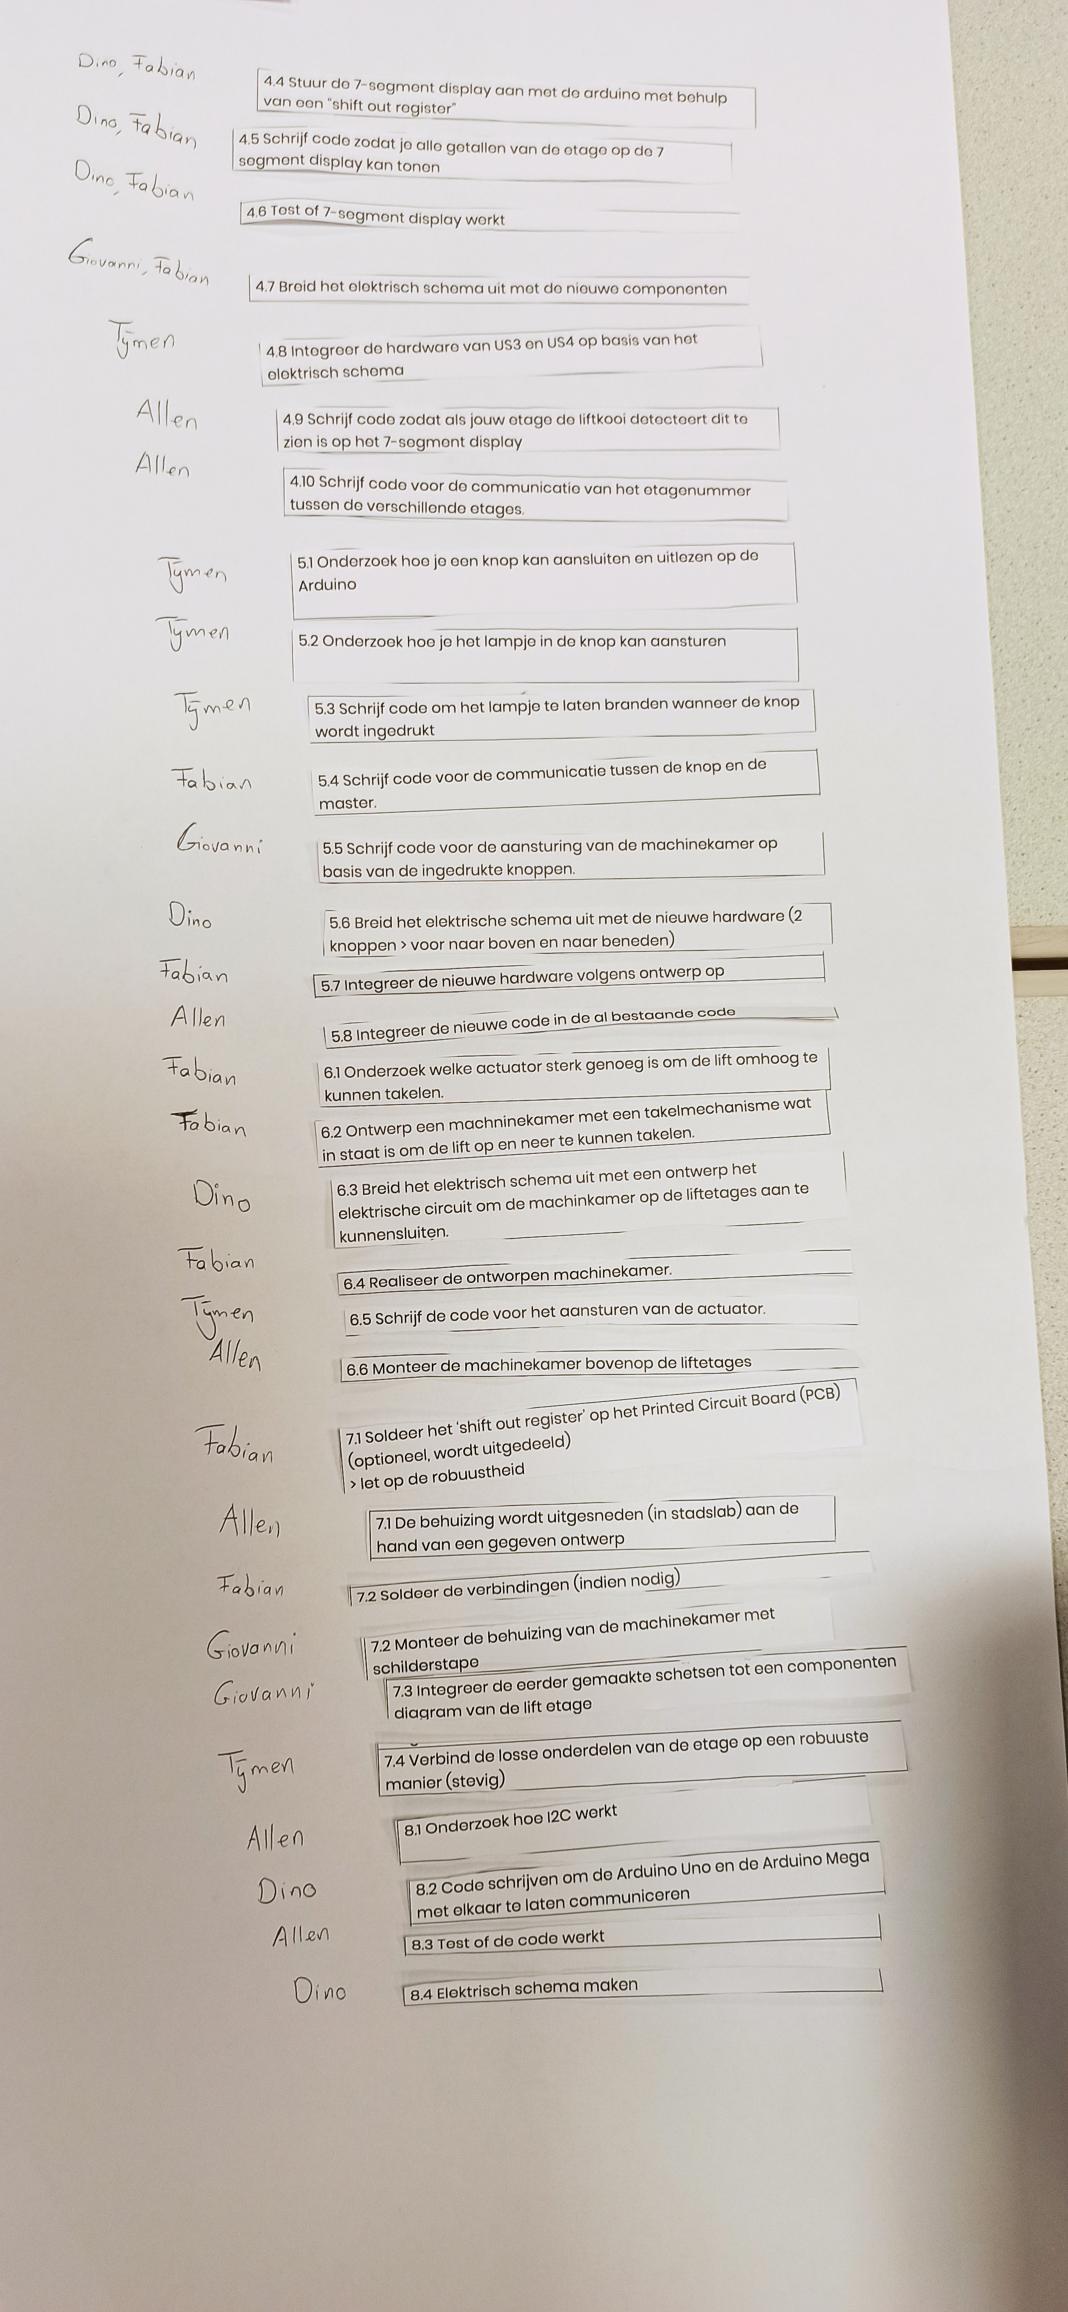 Dino, Fabian
4.4 Stuur de 7-segment display aan met de arduino met behulp
van een "shift out register"
Dino, Fabian
4.5 Schrijf code zodat je alle getallen van de etage op de 7
segment display kan tonen
Dino, Fabian
4.6 Test of 7-segment display werkt
Giovanni, Fabian
4.7 Breid het elektrisch schema uit met de nieuwe componenten
Tijmen
4.8 Integreer de hardware van US3 en US4 op basis van het
elektrisch schema
Allen
4.9 Schrijf code zodat als jouw etage de liftkooi detecteert dit te
zien is op het 7-segment display
Allen
4.10 Schrijf code voor de communicatie van het etagenummer
tussen de verschillende etages.
Tijmen
5.1 Onderzoek hoe je een knop kan aansluiten en uitlezen op de
Arduino
Tijmen
5.2 Onderzoek hoe je het lampje in de knop kan aansturen
Tijmen
5.3 Schrijf code om het lampje te laten branden wanneer de knop
wordt ingedrukt
Fabian
5.4 Schrijf code voor de communicatie tussen de knop en de
master.
Giovanni
5.5 Schrijf code voor de aansturing van de machinekamer op
basis van de ingedrukte knoppen.
Dino
5.6 Breid het elektrische schema uit met de nieuwe hardware (2
knoppen > voor naar boven en naar beneden)
Fabian
5.7 Integreer de nieuwe hardware volgens ontwerp op
Allen
5.8 Integreer de nieuwe code in de al bestaande code
Fabian
6.1 Onderzoek welke actuator sterk genoeg is om de lift omhoog te
kunnen takelen.
Fabian
6.2 Ontwerp een machninekamer met een takelmechanisme wat
in staat is om de lift op en neer te kunnen takelen.
Dino
6.3 Breid het elektrisch schema uit met een ontwerp het
elektrische circuit om de machinkamer op de liftetages aan te
kunnensluiten.
Fabian
6.4 Realiseer de ontworpen machinekamer.
Tijmen
6.5 Schrijf de code voor het aansturen van de actuator.
Allen
6.6 Monteer de machinekamer bovenop de liftetages
Fabian
7.1 Soldeer het 'shift out register' op het Printed Circuit Board (PCB)
(optioneel, wordt uitgedeeld)
> let op de robuustheid
Allen
7.1 De behuizing wordt uitgesneden (in stadslab) aan de
hand van een gegeven ontwerp
Fabian
7.2 Soldeer de verbindingen (indien nodig)
Giovanni
7.2 Monteer de behuizing van de machinekamer met
schilderstape
Giovanni
7.3 Integreer de eerder gemaakte schetsen tot een componenten
diagram van de lift etage
Tijmen
7.4 Verbind de losse onderdelen van de etage op een robuuste
manier (stevig)
Allen
8.1 Onderzoek hoe I2C werkt
Dino
8.2 Code schrijven om de Arduino Uno en de Arduino Mega
met elkaar te laten communiceren
Allen
8.3 Test of de code werkt
Dino
8.4 Elektrisch schema maken